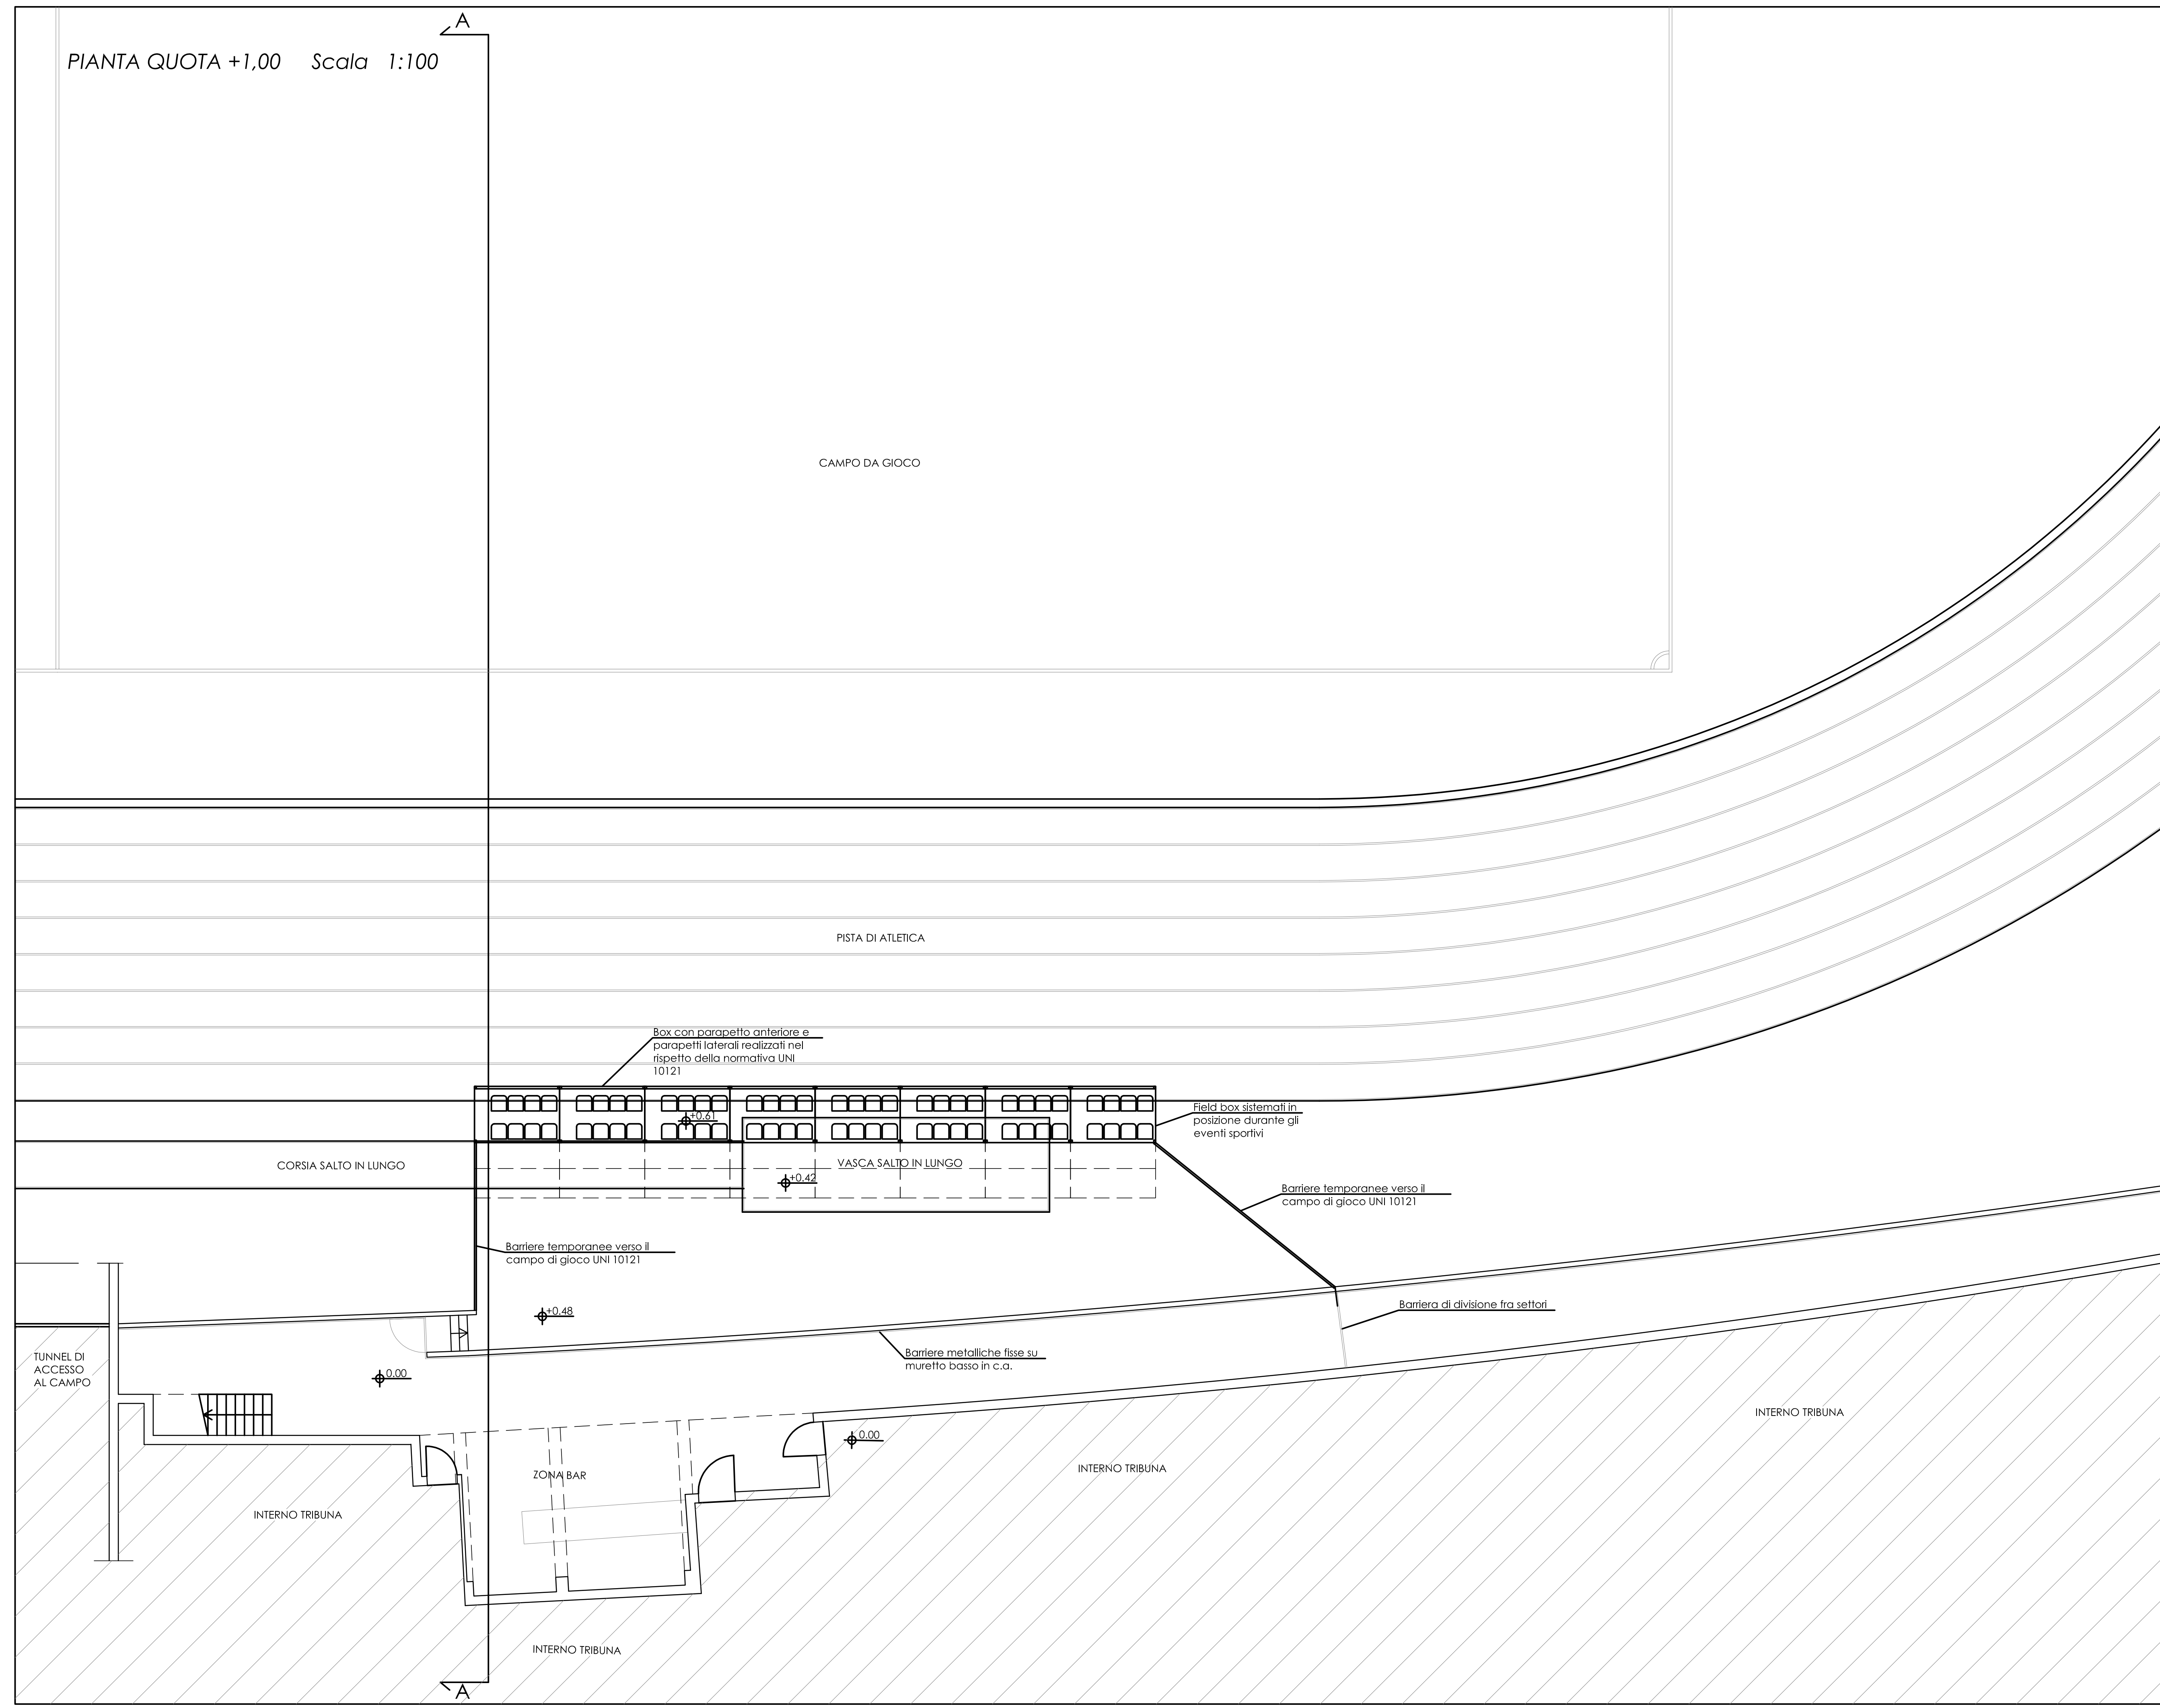 A
PIANTA QUOTA +1,00 Scala 1:100
CAMPO DA GIOCO
PISTA DI ATLETICA
Box con parapetto anteriore e
parapetti laterali realizzati nel
rispetto della normativa UNI
10121
+0.61
Field box sistemati in
posizione durante gli
eventi sportivi
CORSIA SALTO IN LUNGO
VASCA SALTO IN LUNGO
+0.42
Barriere temporanee verso il
campo di gioco UNI 10121
Barriere temporanee verso il
campo di gioco UNI 10121
+0.48
Barriera di divisione fra settori
Barriere metalliche fisse su
muretto basso in c.a.
TUNNEL DI
ACCESSO
AL CAMPO
0.00
INTERNO TRIBUNA
0.00
INTERNO TRIBUNA
ZONA BAR
INTERNO TRIBUNA
INTERNO TRIBUNA
A